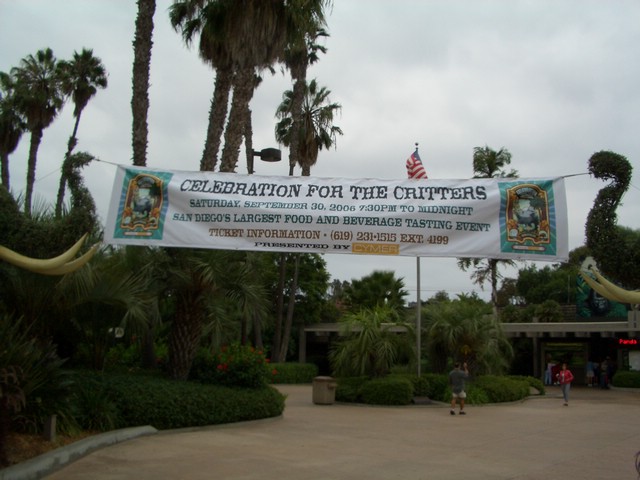 CELEBRATION FOR THE CRITTERS
SATURDAY, SEPTEMBER 30, 2006 7:30PM TO MIDNIGHT
SAN DIEGO'S LARGEST FOOD AND BEVERAGE TASTING EVENT
TICKET INFORMATION • (619) 231-1515 EXT. 4199
PRESENTED BY
Panda